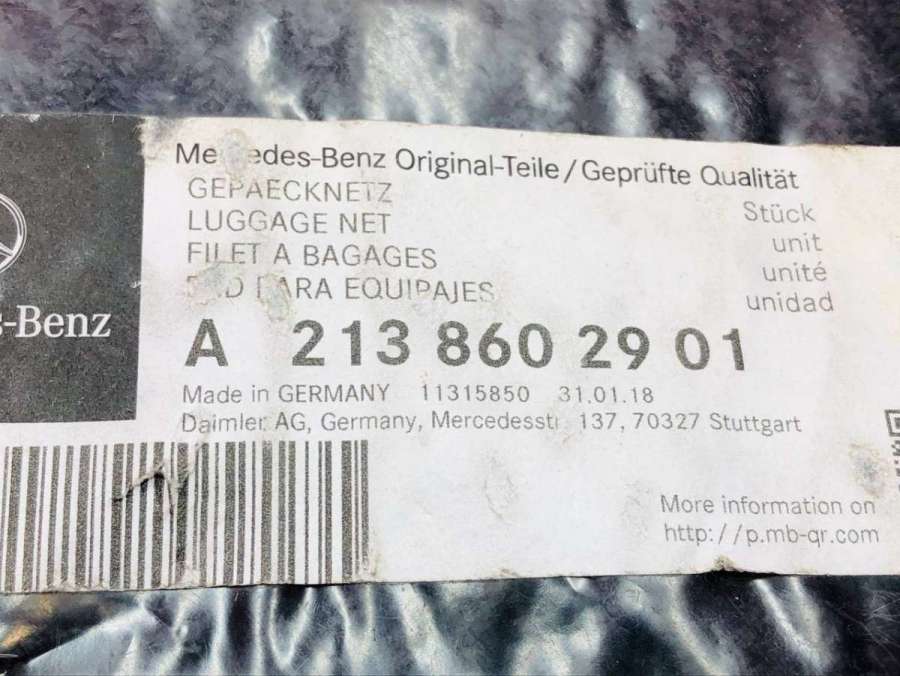 Mercedes-Benz Original-Teile/Geprüfte Qualität
GEPAECKNETZ
LUGGAGE NET
FILET A BAGAGES
PARA EQUIPAJES
Stück
unit
unité
unidad
-Benz
A 213 860 29 01
Made in GERMANY 11315850 31.01.18
Daimler AG, Germany, Mercedesstr. 137, 70327 Stuttgart
More information on
http://p.mb-qr.com